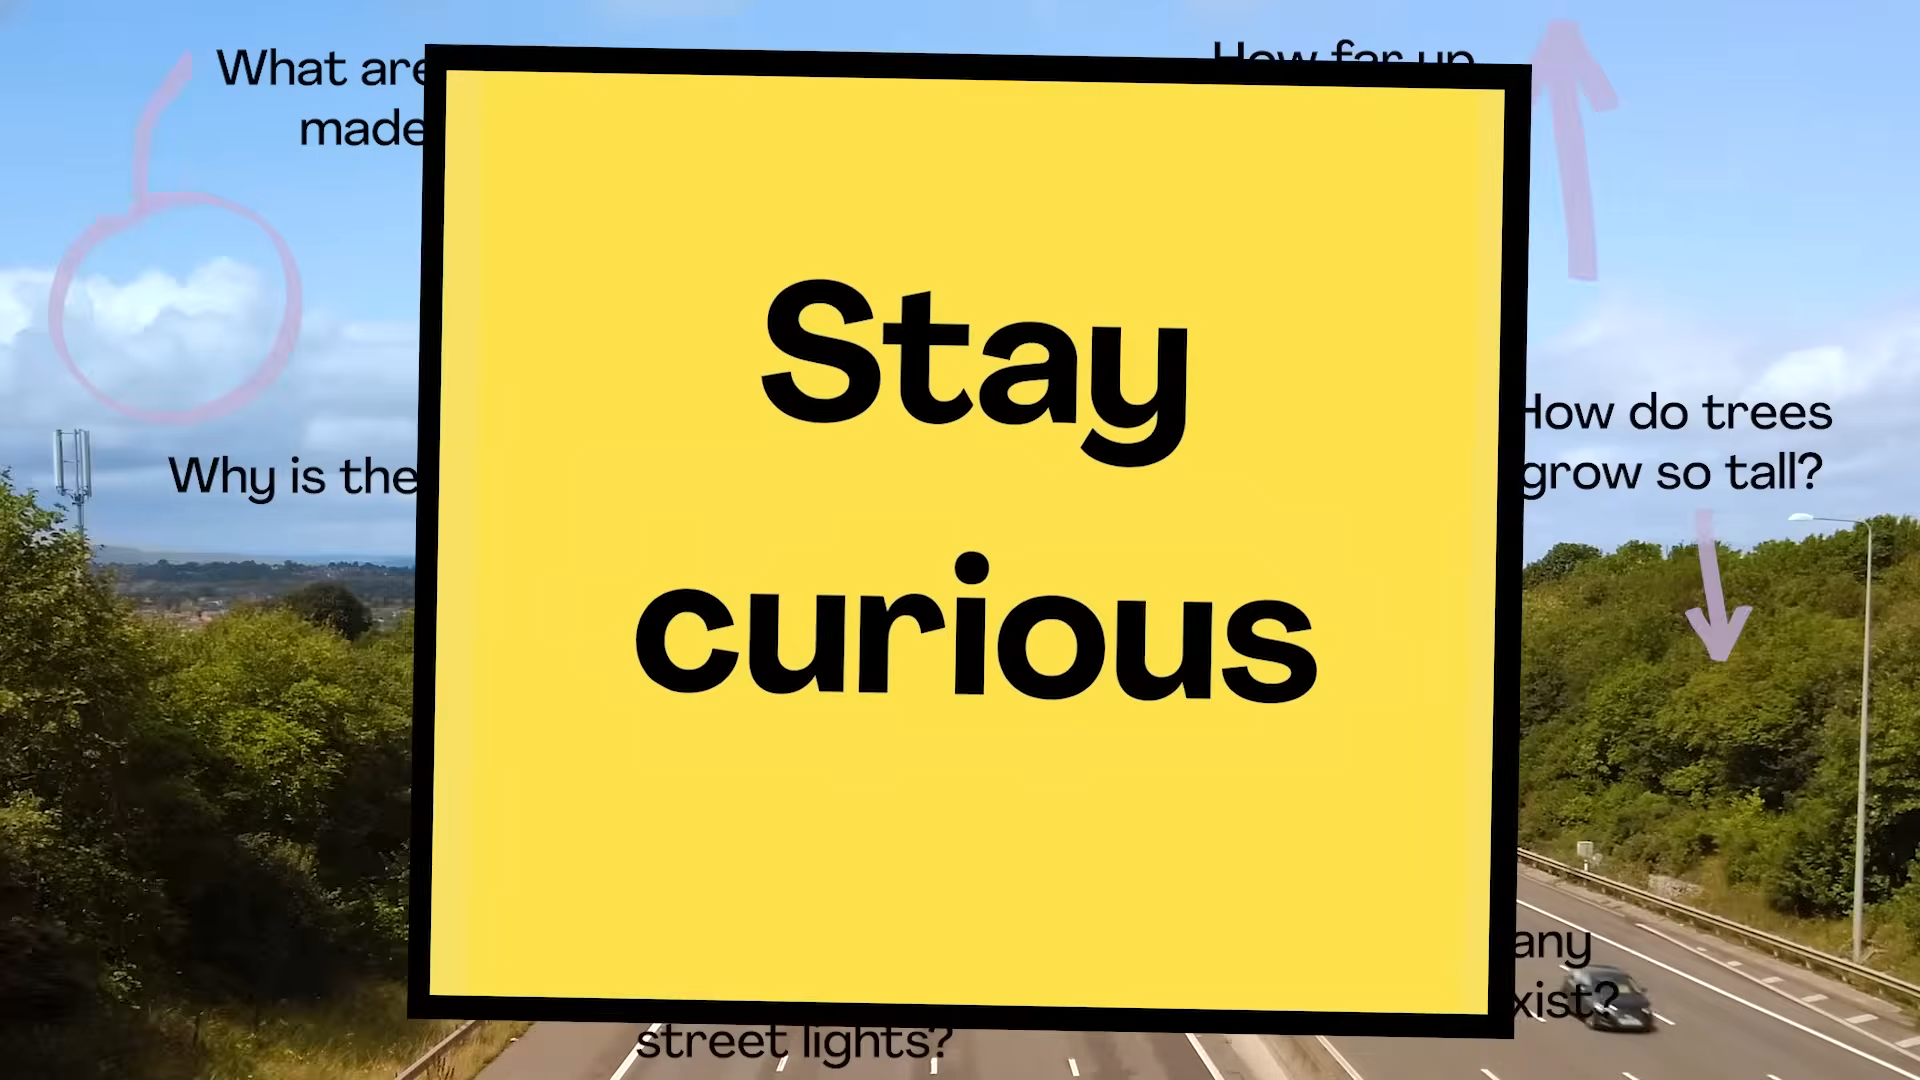 What are
made
How far up
Stay
curious
Why is the
How do trees
grow so tall?
any
street lights?